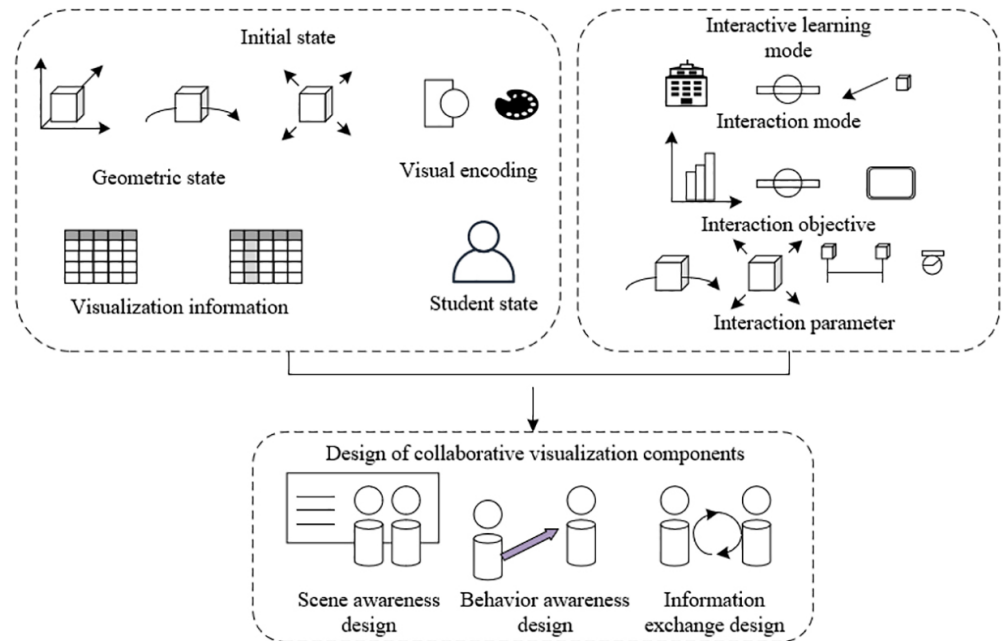 Initial state
Geometric state
Visual encoding
Visualization information
Student state
Interactive learning
mode
Interaction mode
Interaction objective
Interaction parameter
Design of collaborative visualization components
Scene awareness
design
Behavior awareness
design
Information
exchange design